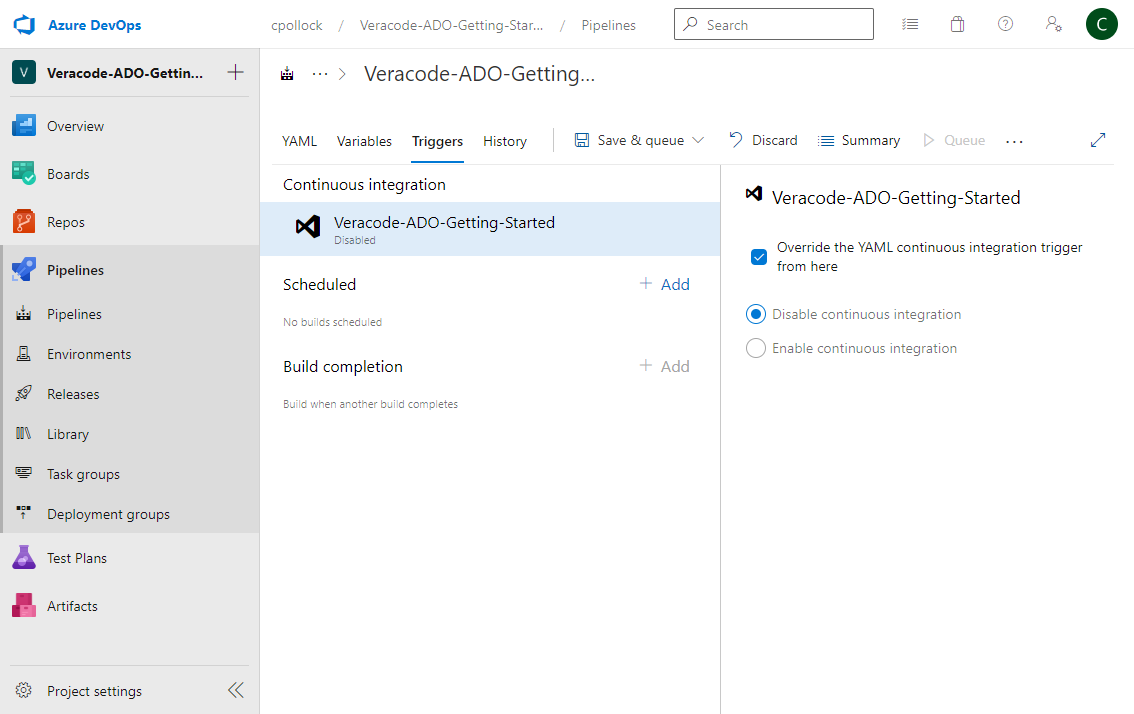 Azure DevOps
cpollock / Veracode-ADO-Getting-Star... / Pipelines
Search
C
V Veracode-ADO-Gettin...
Overview
Boards
Repos
Pipelines
Pipelines
Environments
Releases
Library
Task groups
Deployment groups
Test Plans
Artifacts
Project settings
Veracode-ADO-Getting...
YAML Variables Triggers History Save & queue Discard Summary Queue ...
Continuous integration
Veracode-ADO-Getting-Started
Disabled
Scheduled + Add
No builds scheduled
Build completion + Add
Build when another build completes
Veracode-ADO-Getting-Started
Override the YAML continuous integration trigger
from here
Disable continuous integration
Enable continuous integration